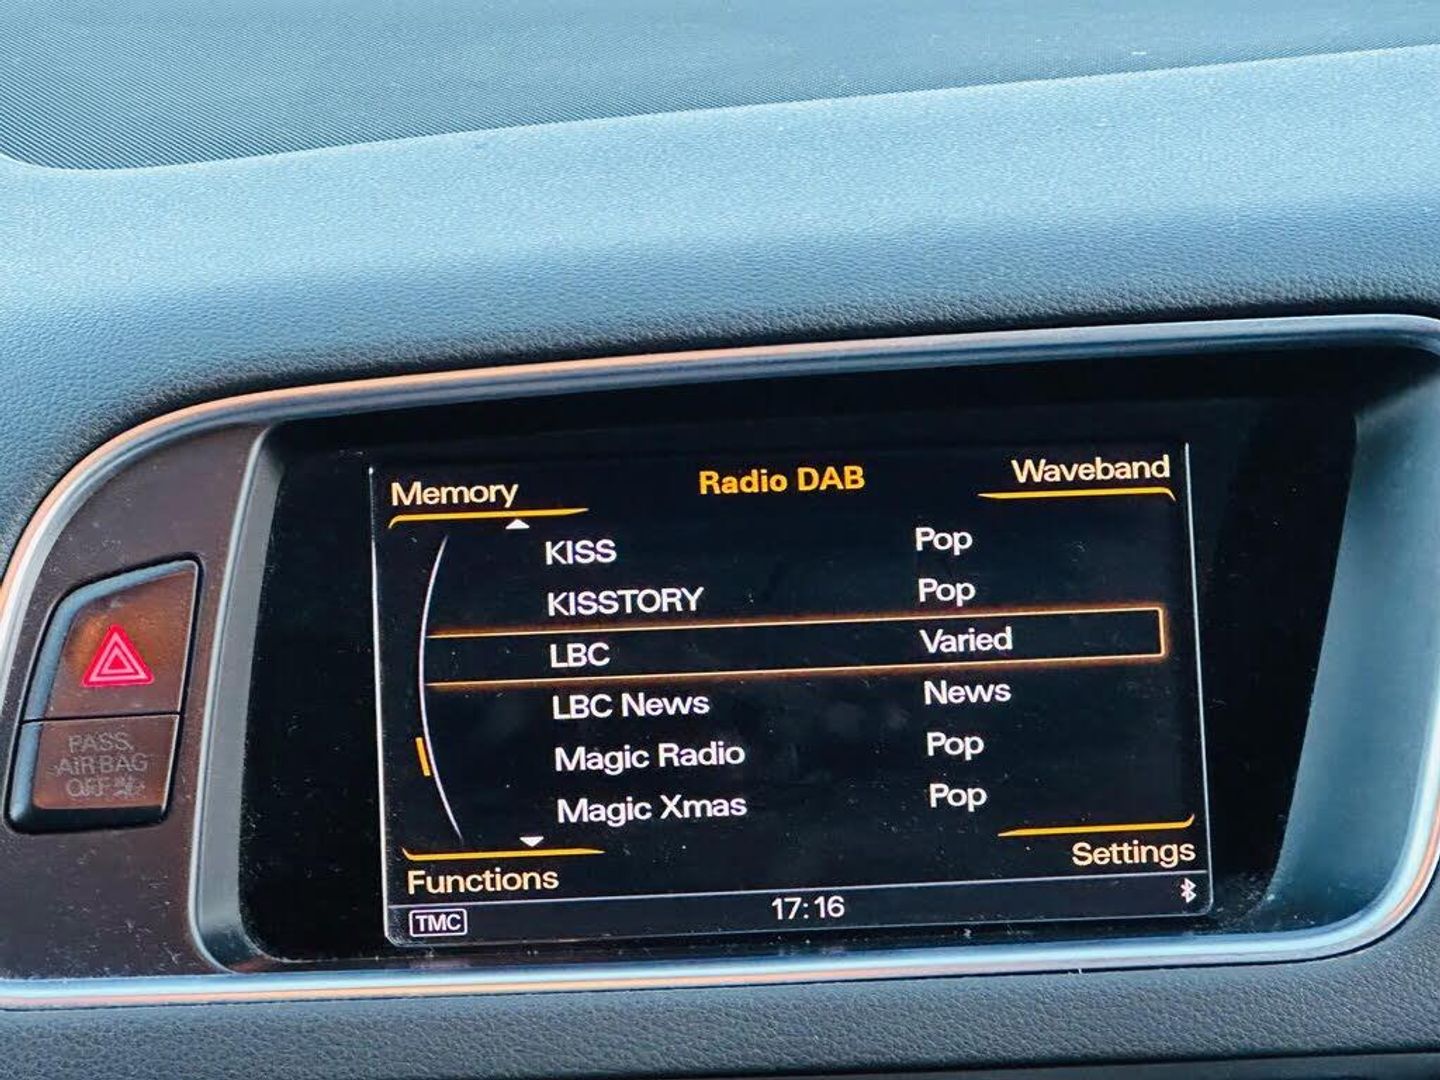 Memory
Radio DAB
Waveband
KISS Pop
KISSTORY Pop
LBC Varied
LBC News News
Magic Radio Pop
Magic Xmas Pop
Functions
Settings
TMC
17:16
PASS.
AIR BAG
OFF